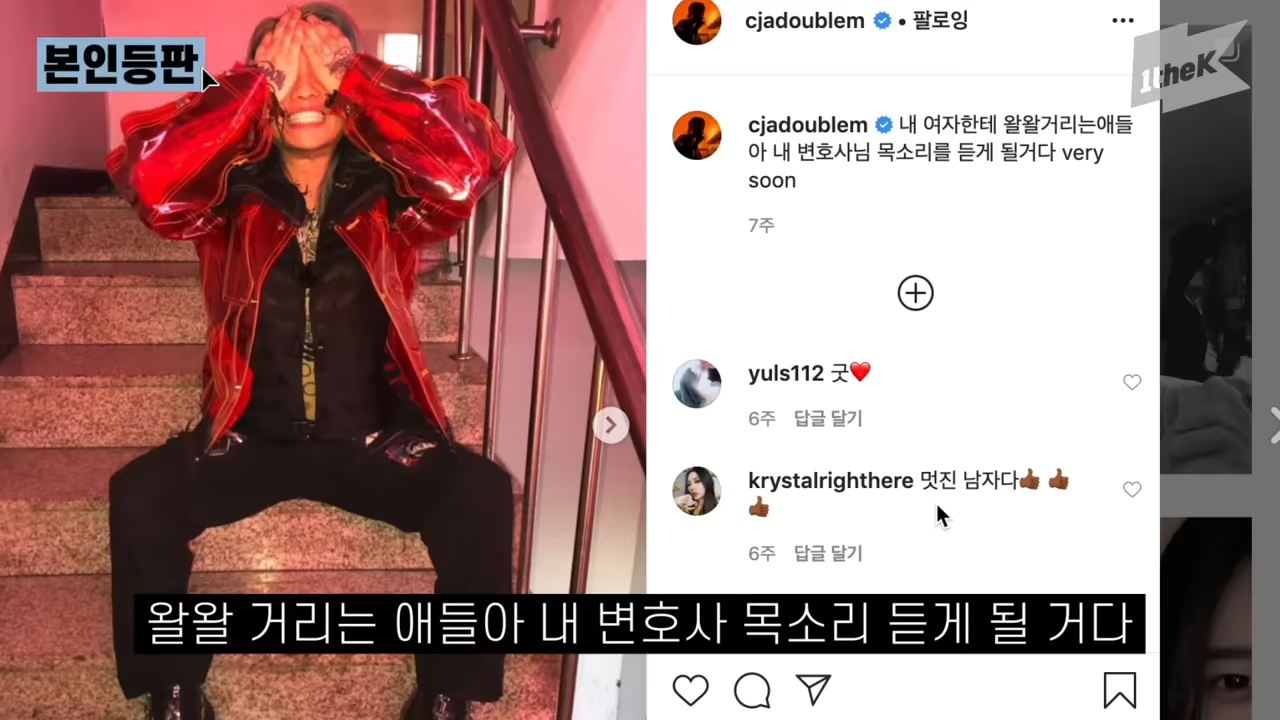 본인등판
cjadoublem • 팔로잉
1theK
cjadoublem 내 여자한테 왈왈거리는애들
아 내 변호사님 목소리를 듣게 될거다 very
soon
7주
yuls112 굿❤️
6주 답글 달기
krystalrighthere 멋진 남자다👍🏾 👍🏾
👍🏾
6주 답글 달기
왈왈 거리는 애들아 내 변호사 목소리 듣게 될 거다